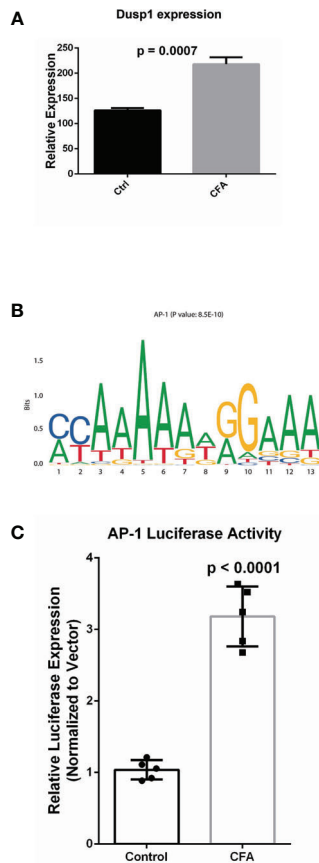 A
Dusp1 expression
p = 0.0007
Relative Expression
250
200
150
100
50
0
Ctrl
CFA
B
AP-1 (P value: 8.5E-10)
Bits
1.5
1.0
0.5
0.0
C C A A A A A A G G A A A
1 2 3 4 5 6 7 8 9 10 11 12 13
C
AP-1 Luciferase Activity
p < 0.0001
Relative Luciferase Expression
(Normalized to Vector)
4
3
2
1
0
Control
CFA